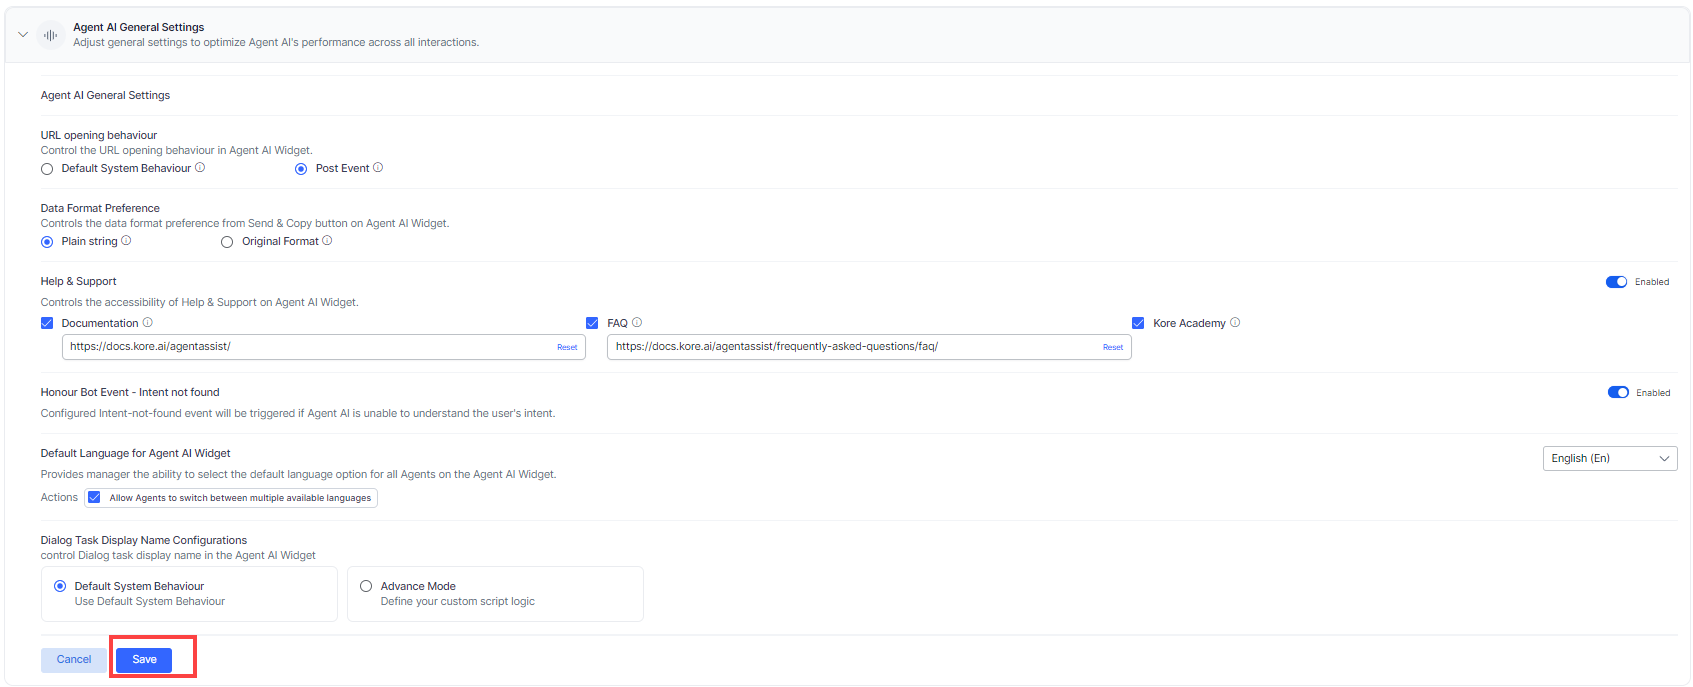 Agent AI General Settings
Adjust general settings to optimize Agent AI's performance across all interactions.
Agent AI General Settings
URL opening behaviour
Control the URL opening behaviour in Agent AI Widget.
Default System Behaviour Post Event
Data Format Preference
Controls the data format preference from Send & Copy button on Agent AI Widget.
Plain string Original Format
Help & Support Enabled
Controls the accessibility of Help & Support on Agent AI Widget.
Documentation FAQ Kore Academy
https://docs.kore.ai/agentassist/ Reset https://docs.kore.ai/agentassist/frequently-asked-questions/faq/ Reset
Honour Bot Event - Intent not found Enabled
Configured Intent-not-found event will be triggered if Agent AI is unable to understand the user's intent.
Default Language for Agent AI Widget English (En)
Provides manager the ability to select the default language option for all Agents on the Agent AI Widget.
Actions Allow Agents to switch between multiple available languages
Dialog Task Display Name Configurations
control Dialog task display name in the Agent AI Widget
Default System Behaviour Advance Mode
Use Default System Behaviour Define your custom script logic
Cancel Save